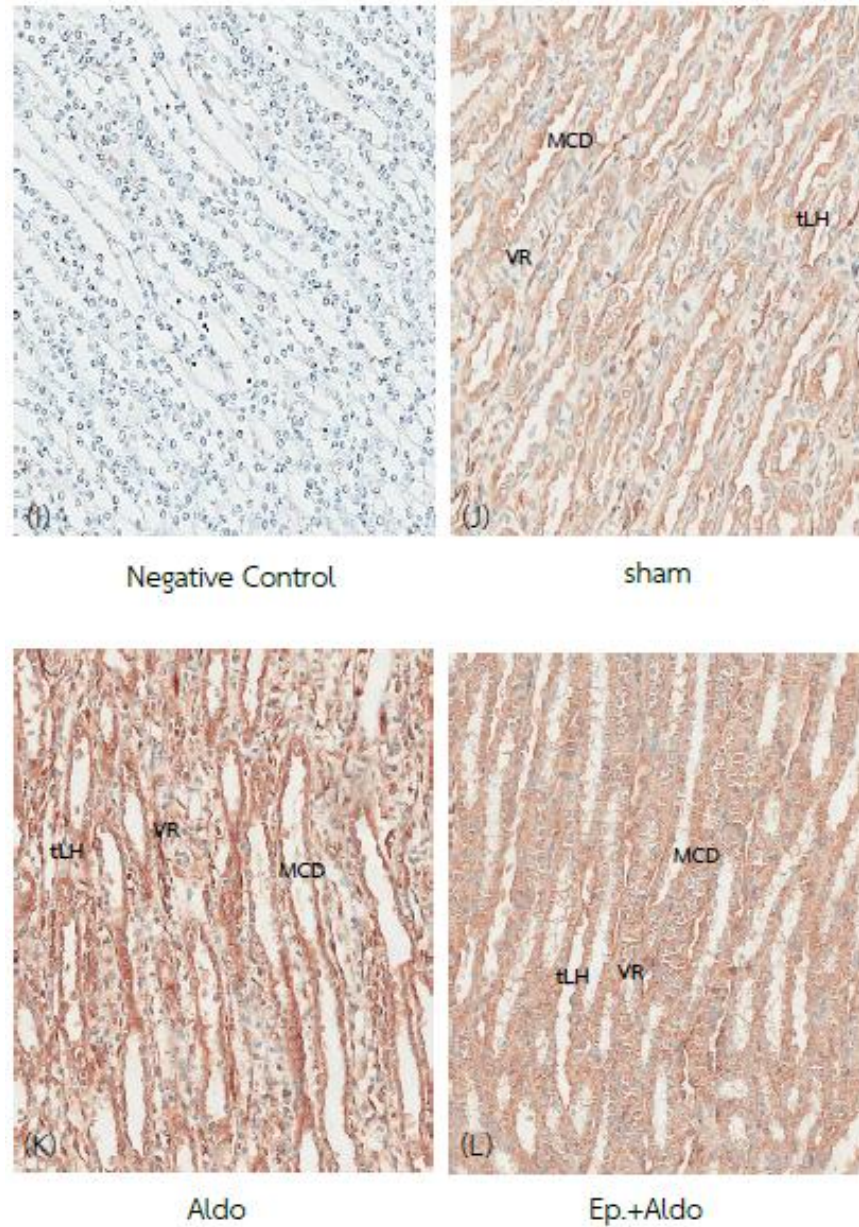 MCD
tLH
VR
(I)
(J)
Negative Control
sham
VR
tLH
MCD
MCD
tLH
VR
(K)
(L)
Aldo
Ep.+Aldo